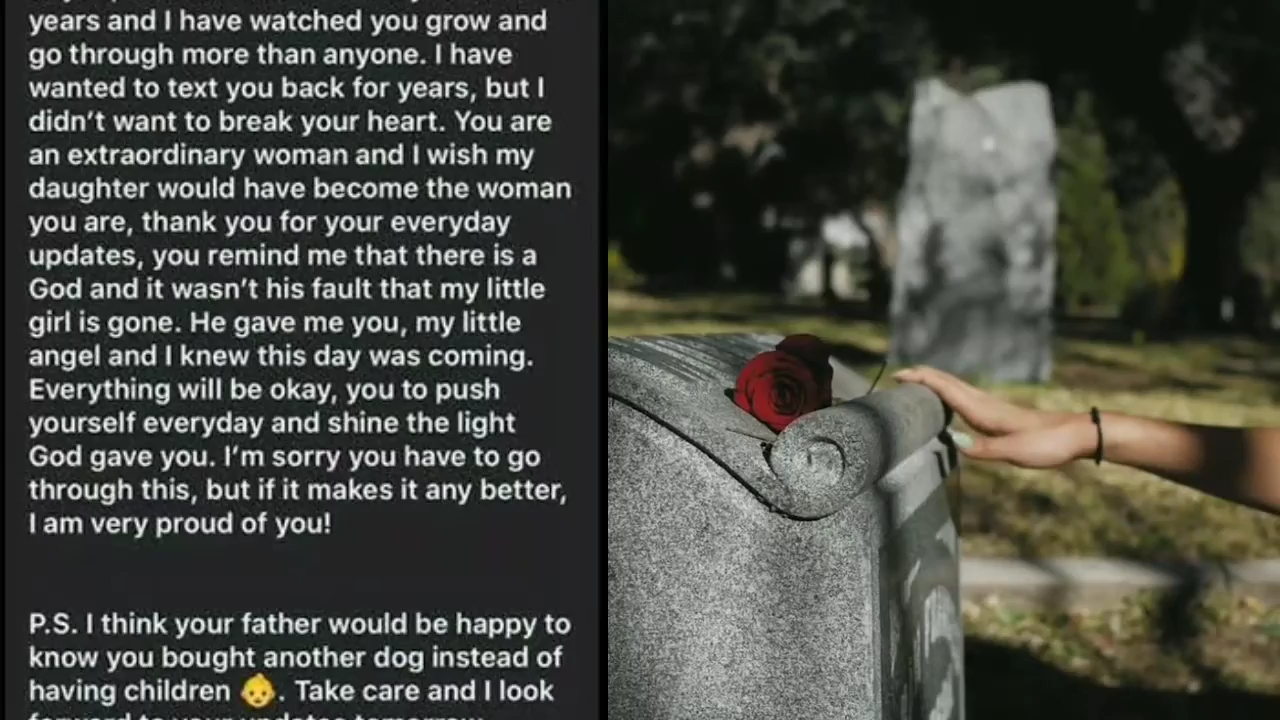 years and I have watched you grow and
go through more than anyone. I have
wanted to text you back for years, but I
didn't want to break your heart. You are
an extraordinary woman and I wish my
daughter would have become the woman
you are, thank you for your everyday
updates, you remind me that there is a
God and it wasn't his fault that my little
girl is gone. He gave me you, my little
angel and I knew this day was coming.
Everything will be okay, you to push
yourself everyday and shine the light
God gave you. I'm sorry you have to go
through this, but if it makes it any better,
I am very proud of you!
P.S. I think your father would be happy to
know you bought another dog instead of
having children 👶. Take care and I look
forward to your updates tomorrow